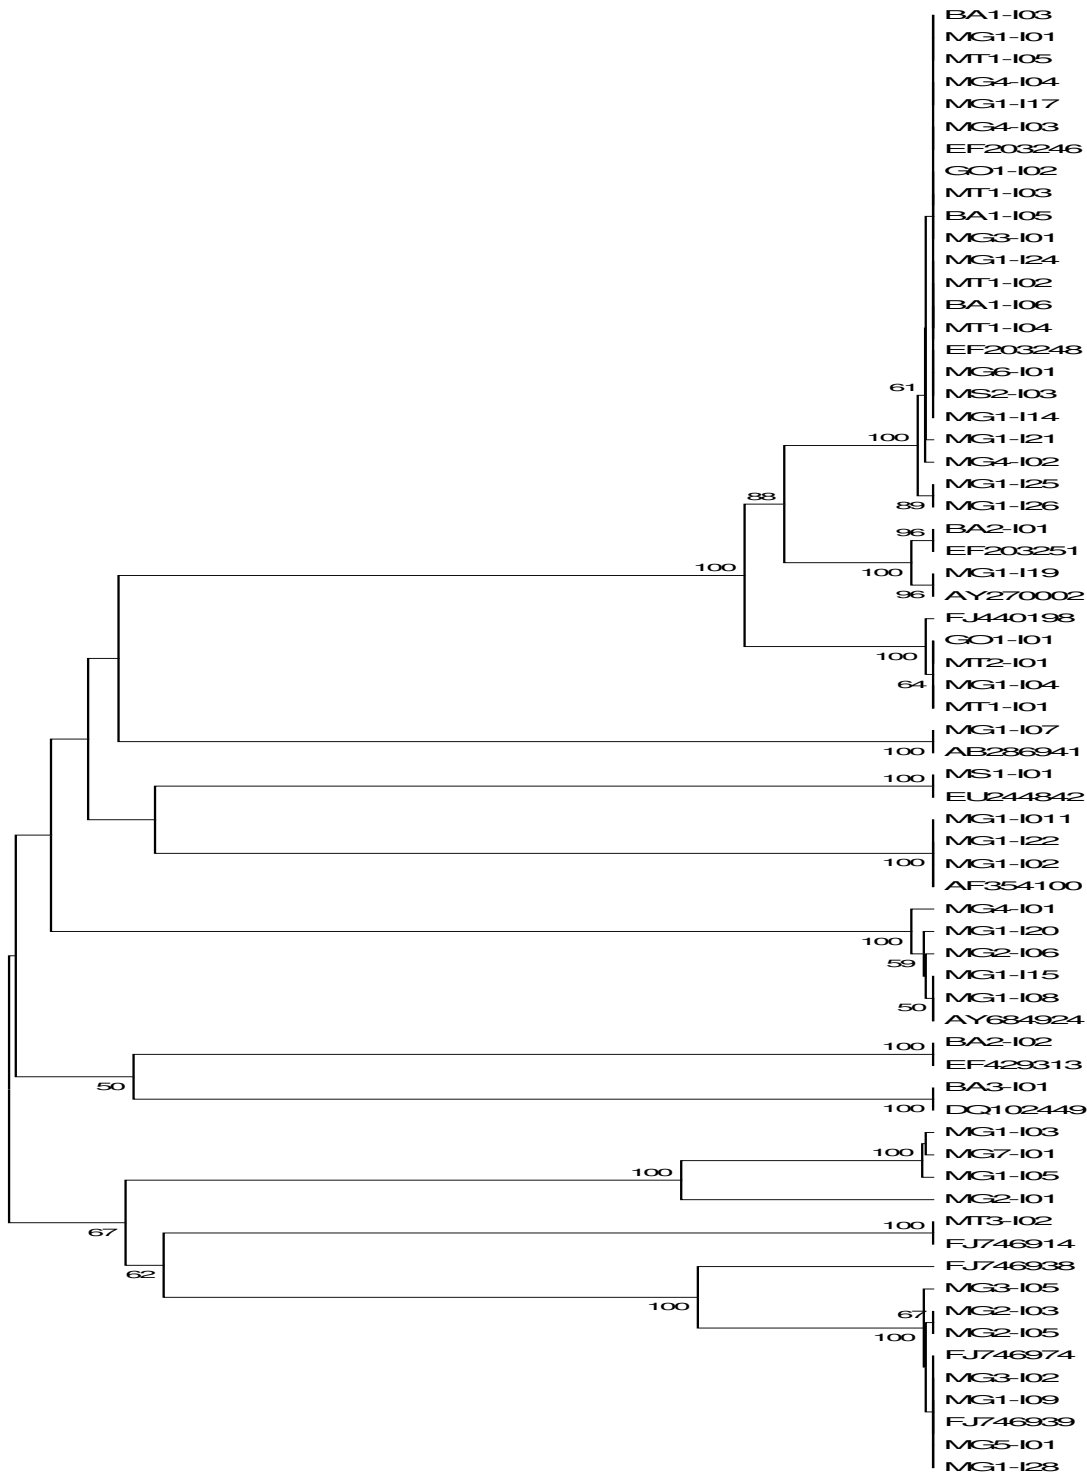 BA1-I03
MG1-I01
MT1-I05
MG4-I04
MG1-I17
MG4-I03
EF203246
GO1-I02
MT1-I03
BA1-I05
MG3-I01
MG1-I24
MT1-I02
BA1-I06
MT1-I04
EF203248
MG6-I01
61
MS2-I03
MG1-I14
100
MG1-I21
MG4-I02
MG1-I25
88
89
MG1-I26
96
BA2-I01
EF203251
100
100
MG1-I19
96
AY270002
FJ440198
GO1-I01
100
MT2-I01
64
MG1-I04
MT1-I01
MG1-I07
100
AB286941
100
MS1-I01
EU244842
MG1-I011
MG1-I22
100
MG1-I02
AF354100
MG4-I01
100
MG1-I20
MG2-I06
59
MG1-I15
MG1-I08
50
AY684924
100
BA2-I02
EF429313
50
BA3-I01
100
DQ102449
MG1-I03
100
MG7-I01
100
MG1-I05
MG2-I01
67
100
MT3-I02
FJ746914
62
FJ746938
MG3-I05
100
67
MG2-I03
100
MG2-I05
FJ746974
MG3-I02
MG1-I09
FJ746939
MG5-I01
MG1-I28